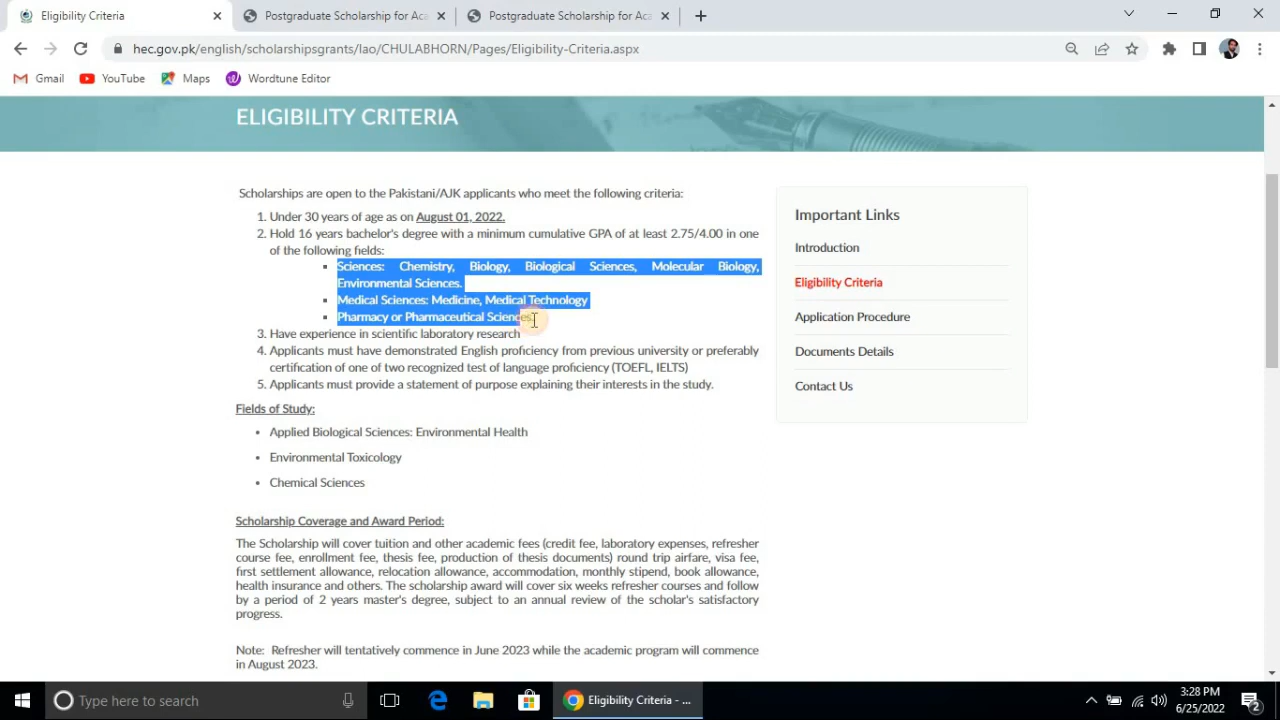 Eligibility Criteria
Postgraduate Scholarship for Aca
Postgraduate Scholarship for Aca
hec.gov.pk/english/scholarshipsgrants/lao/CHULABHORN/Pages/Eligibility-Criteria.aspx
Gmail
YouTube
Maps
Wordtune Editor
ELIGIBILITY CRITERIA
Scholarships are open to the Pakistani/AJK applicants who meet the following criteria:
1. Under 30 years of age as on August 01, 2022.
2. Hold 16 years bachelor's degree with a minimum cumulative GPA of at least 2.75/4.00 in one
of the following fields:
▪ Sciences: Chemistry, Biology, Biological Sciences, Molecular Biology,
Environmental Sciences.
▪ Medical Sciences: Medicine, Medical Technology
▪ Pharmacy or Pharmaceutical Sciences.
3. Have experience in scientific laboratory research
4. Applicants must have demonstrated English proficiency from previous university or preferably
certification of one of two recognized test of language proficiency (TOEFL, IELTS)
5. Applicants must provide a statement of purpose explaining their interests in the study.
Fields of Study:
• Applied Biological Sciences: Environmental Health
• Environmental Toxicology
• Chemical Sciences
Scholarship Coverage and Award Period:
The Scholarship will cover tuition and other academic fees (credit fee, laboratory expenses, refresher
course fee, enrollment fee, thesis fee, production of thesis documents) round trip airfare, visa fee,
first settlement allowance, relocation allowance, accommodation, monthly stipend, book allowance,
health insurance and others. The scholarship award will cover six weeks refresher courses and follow
by a period of 2 years master's degree, subject to an annual review of the scholar's satisfactory
progress.
Note: Refresher will tentatively commence in June 2023 while the academic program will commence
in August 2023.
Important Links
Introduction
Eligibility Criteria
Application Procedure
Documents Details
Contact Us
Type here to search
Eligibility Criteria - ...
3:28 PM
6/25/2022
2